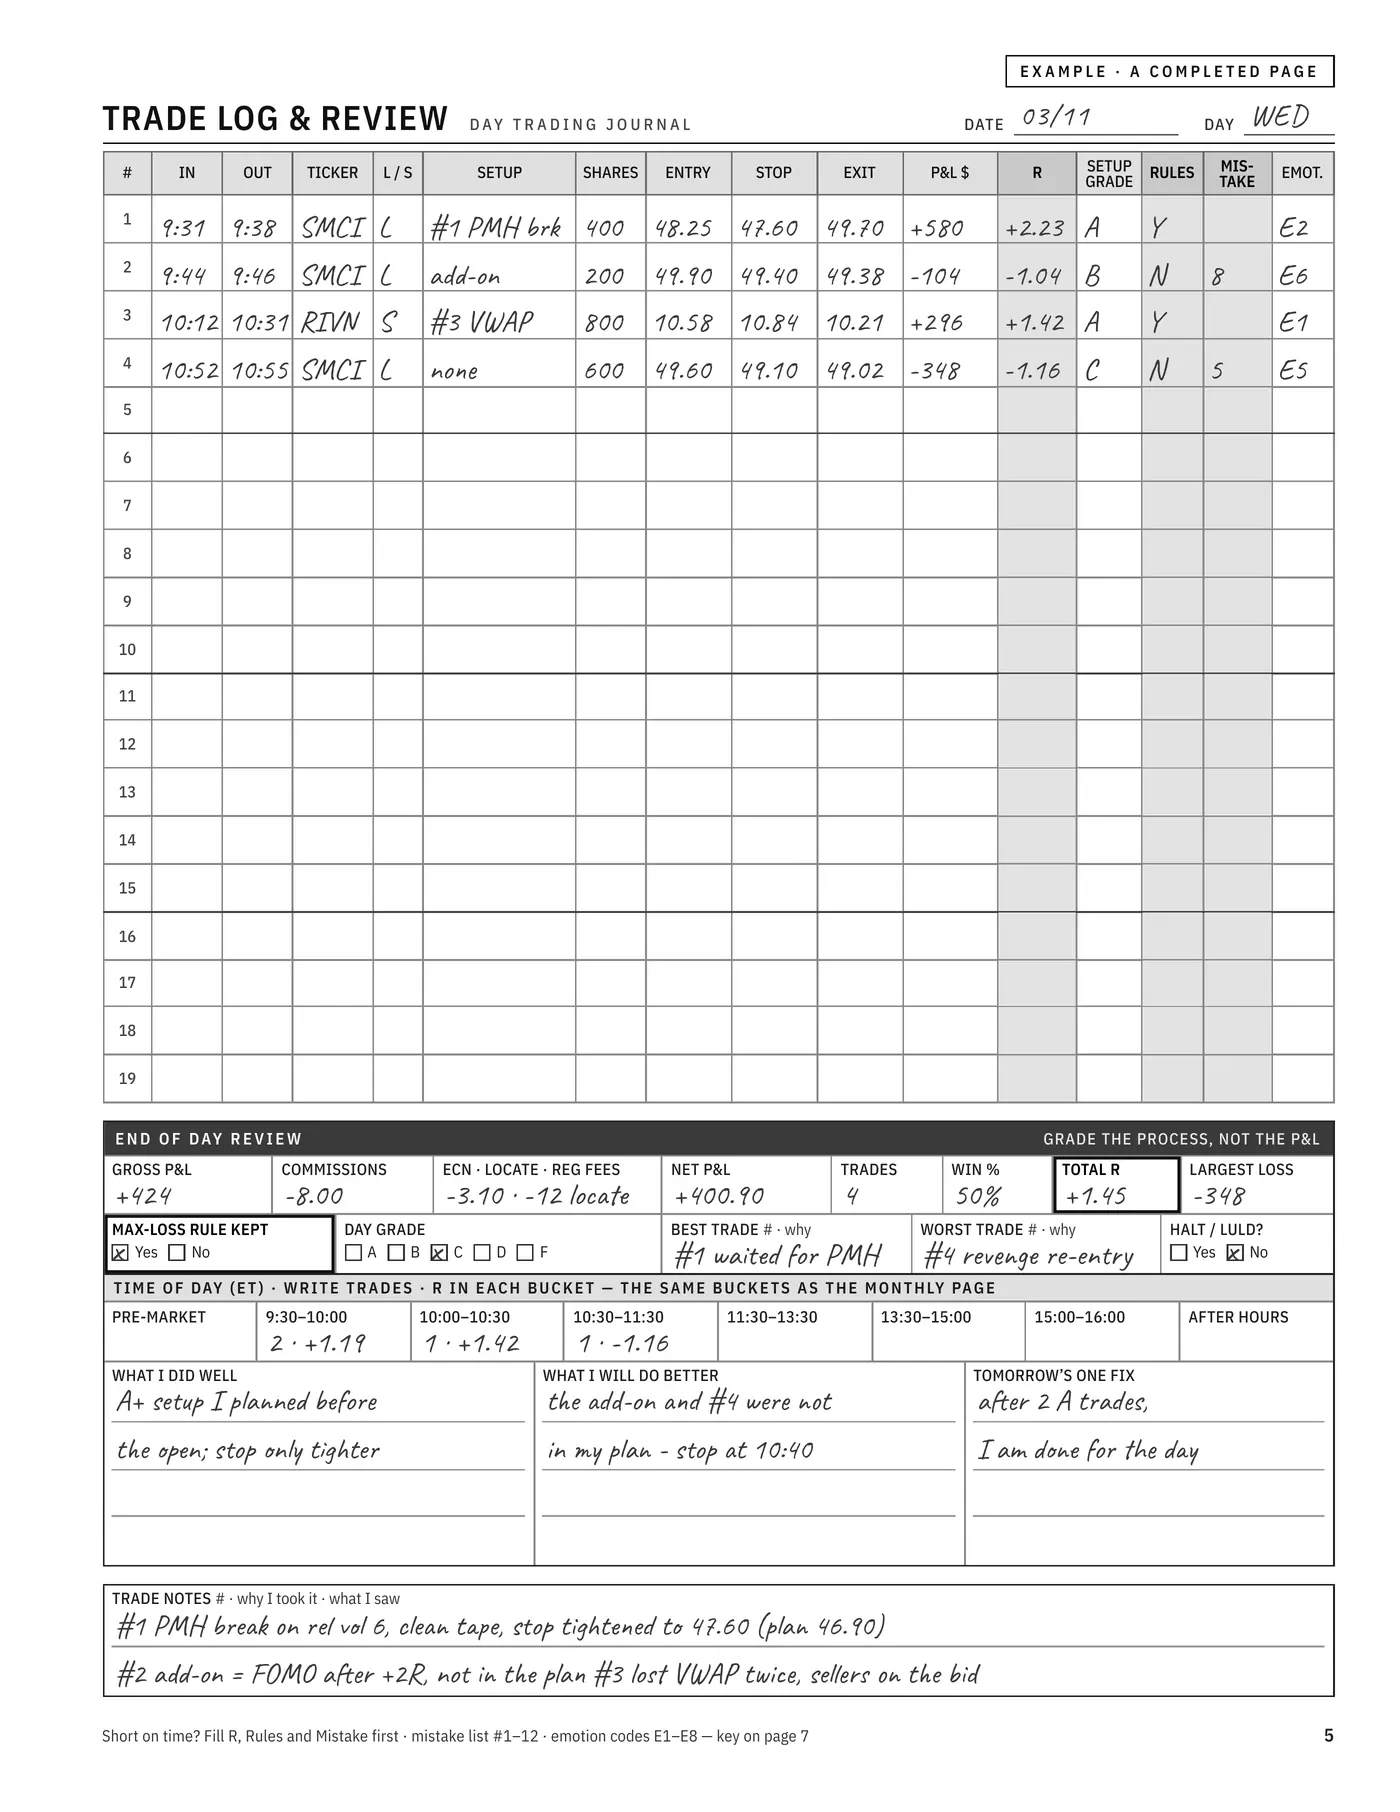 EXAMPLE · A COMPLETED PAGE
TRADE LOG & REVIEW DAY TRADING JOURNAL DATE 03/11 DAY WED
# IN OUT TICKER L / S SETUP SHARES ENTRY STOP EXIT P&L $ R SETUP GRADE RULES MIS-TAKE EMOT.
1 9:31 9:38 SMCI L #1 PMH brk 400 48.25 47.60 49.70 +580 +2.23 A Y E2
2 9:44 9:46 SMCI L add-on 200 49.90 49.40 49.38 -104 -1.04 B N 8 E6
3 10:12 10:31 RIVN S #3 VWAP 800 10.58 10.84 10.21 +296 +1.42 A Y E1
4 10:52 10:55 SMCI L none 600 49.60 49.10 49.02 -348 -1.16 C N 5 E5
5
6
7
8
9
10
11
12
13
14
15
16
17
18
19
END OF DAY REVIEW GRADE THE PROCESS, NOT THE P&L
GROSS P&L COMMISSIONS ECN · LOCATE · REG FEES NET P&L TRADES WIN % TOTAL R LARGEST LOSS
+424 -8.00 -3.10 · -12 locate +400.90 4 50% +1.45 -348
MAX-LOSS RULE KEPT DAY GRADE BEST TRADE # · why WORST TRADE # · why HALT / LULD?
Yes No A B C D F #1 waited for PMH #4 revenge re-entry Yes No
TIME OF DAY (ET) · WRITE TRADES · R IN EACH BUCKET — THE SAME BUCKETS AS THE MONTHLY PAGE
PRE-MARKET 9:30–10:00 10:00–10:30 10:30–11:30 11:30–13:30 13:30–15:00 15:00–16:00 AFTER HOURS
2 · +1.19 1 · +1.42 1 · -1.16
WHAT I DID WELL WHAT I WILL DO BETTER TOMORROW'S ONE FIX
A+ setup I planned before the add-on and #4 were not after 2 A trades,
the open; stop only tighter in my plan - stop at 10:40 I am done for the day
TRADE NOTES # · why I took it · what I saw
#1 PMH break on rel vol 6, clean tape, stop tightened to 47.60 (plan 46.90)
#2 add-on = FOMO after +2R, not in the plan #3 lost VWAP twice, sellers on the bid
Short on time? Fill R, Rules and Mistake first · mistake list #1–12 · emotion codes E1–E8 — key on page 7 5